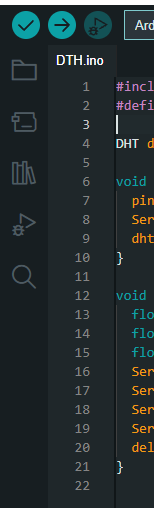 Ard
DTH.ino
1 #incl
2 #defi
3
4 DHT d
5
6 void
7 pin
8 Ser
9 dht
10 }
11
12 void
13 flo
14 flo
15 flo
16 Ser
17 Ser
18 Ser
19 Ser
20 del
21 }
22